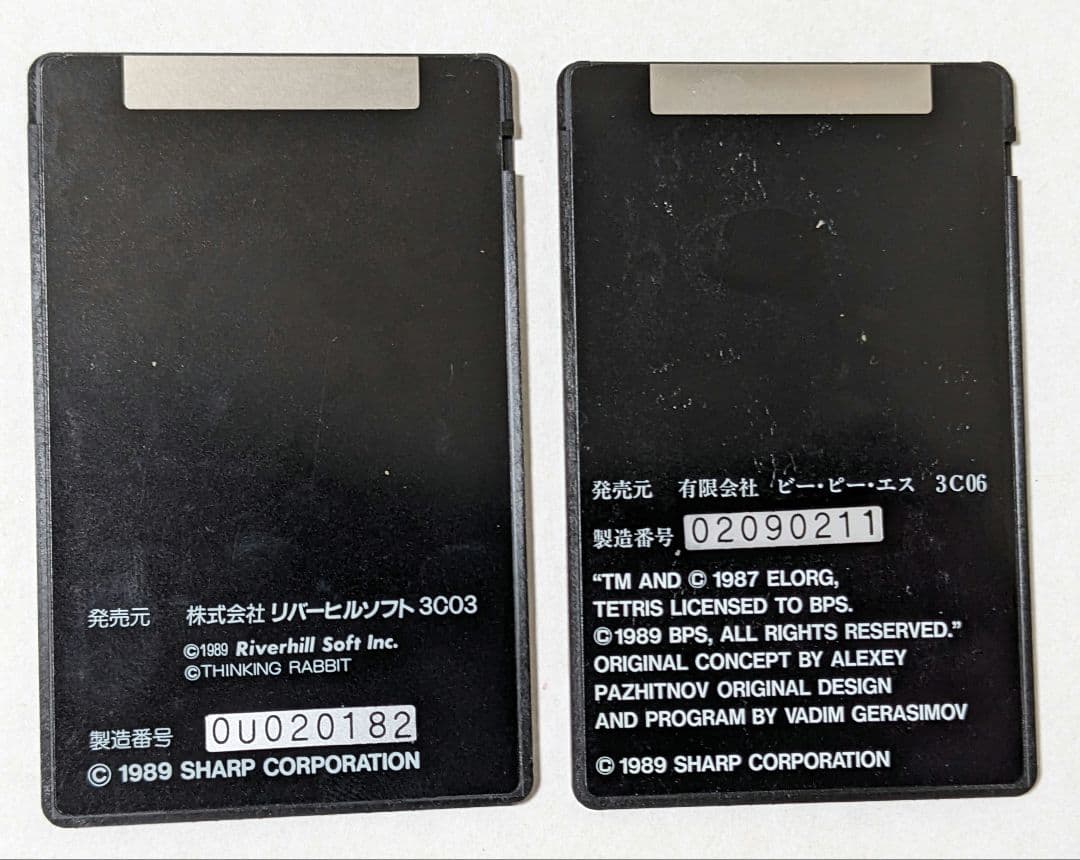 発売元 株式会社 リバーヒルソフト 3C03
©1989 Riverhill Soft Inc.
©THINKING RABBIT
製造番号 0U020182
© 1989 SHARP CORPORATION
発売元 有限会社 ビー・ピー・エス 3C06
製造番号 02090211
“TM AND © 1987 ELORG,
TETRIS LICENSED TO BPS.
©1989 BPS, ALL RIGHTS RESERVED.”
ORIGINAL CONCEPT BY ALEXEY
PAZHITNOV ORIGINAL DESIGN
AND PROGRAM BY VADIM GERASIMOV
© 1989 SHARP CORPORATION